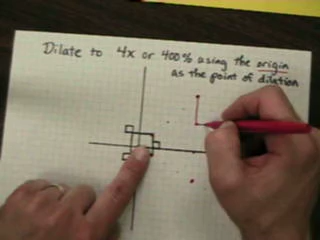 Dilate to 4x or 400% using the origin
as the point of dilation